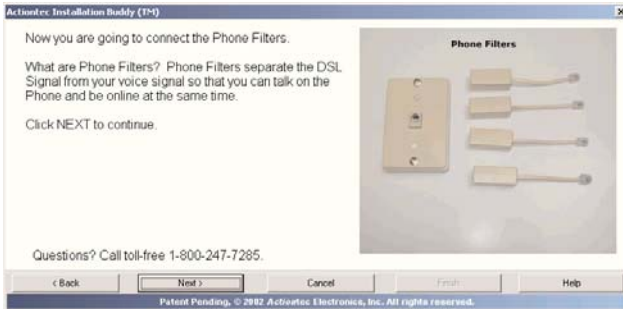 Actiontec Installation Buddy (TM)
Now you are going to connect the Phone Filters.
What are Phone Filters? Phone Filters separate the DSL
Signal from your voice signal so that you can talk on the
Phone and be online at the same time.
Click NEXT to continue.
Phone Filters
Questions? Call toll-free 1-800-247-7285.
< Back
Next >
Cancel
Finish
Help
Patent Pending, © 2002 Actiontec Electronics, Inc. All rights reserved.